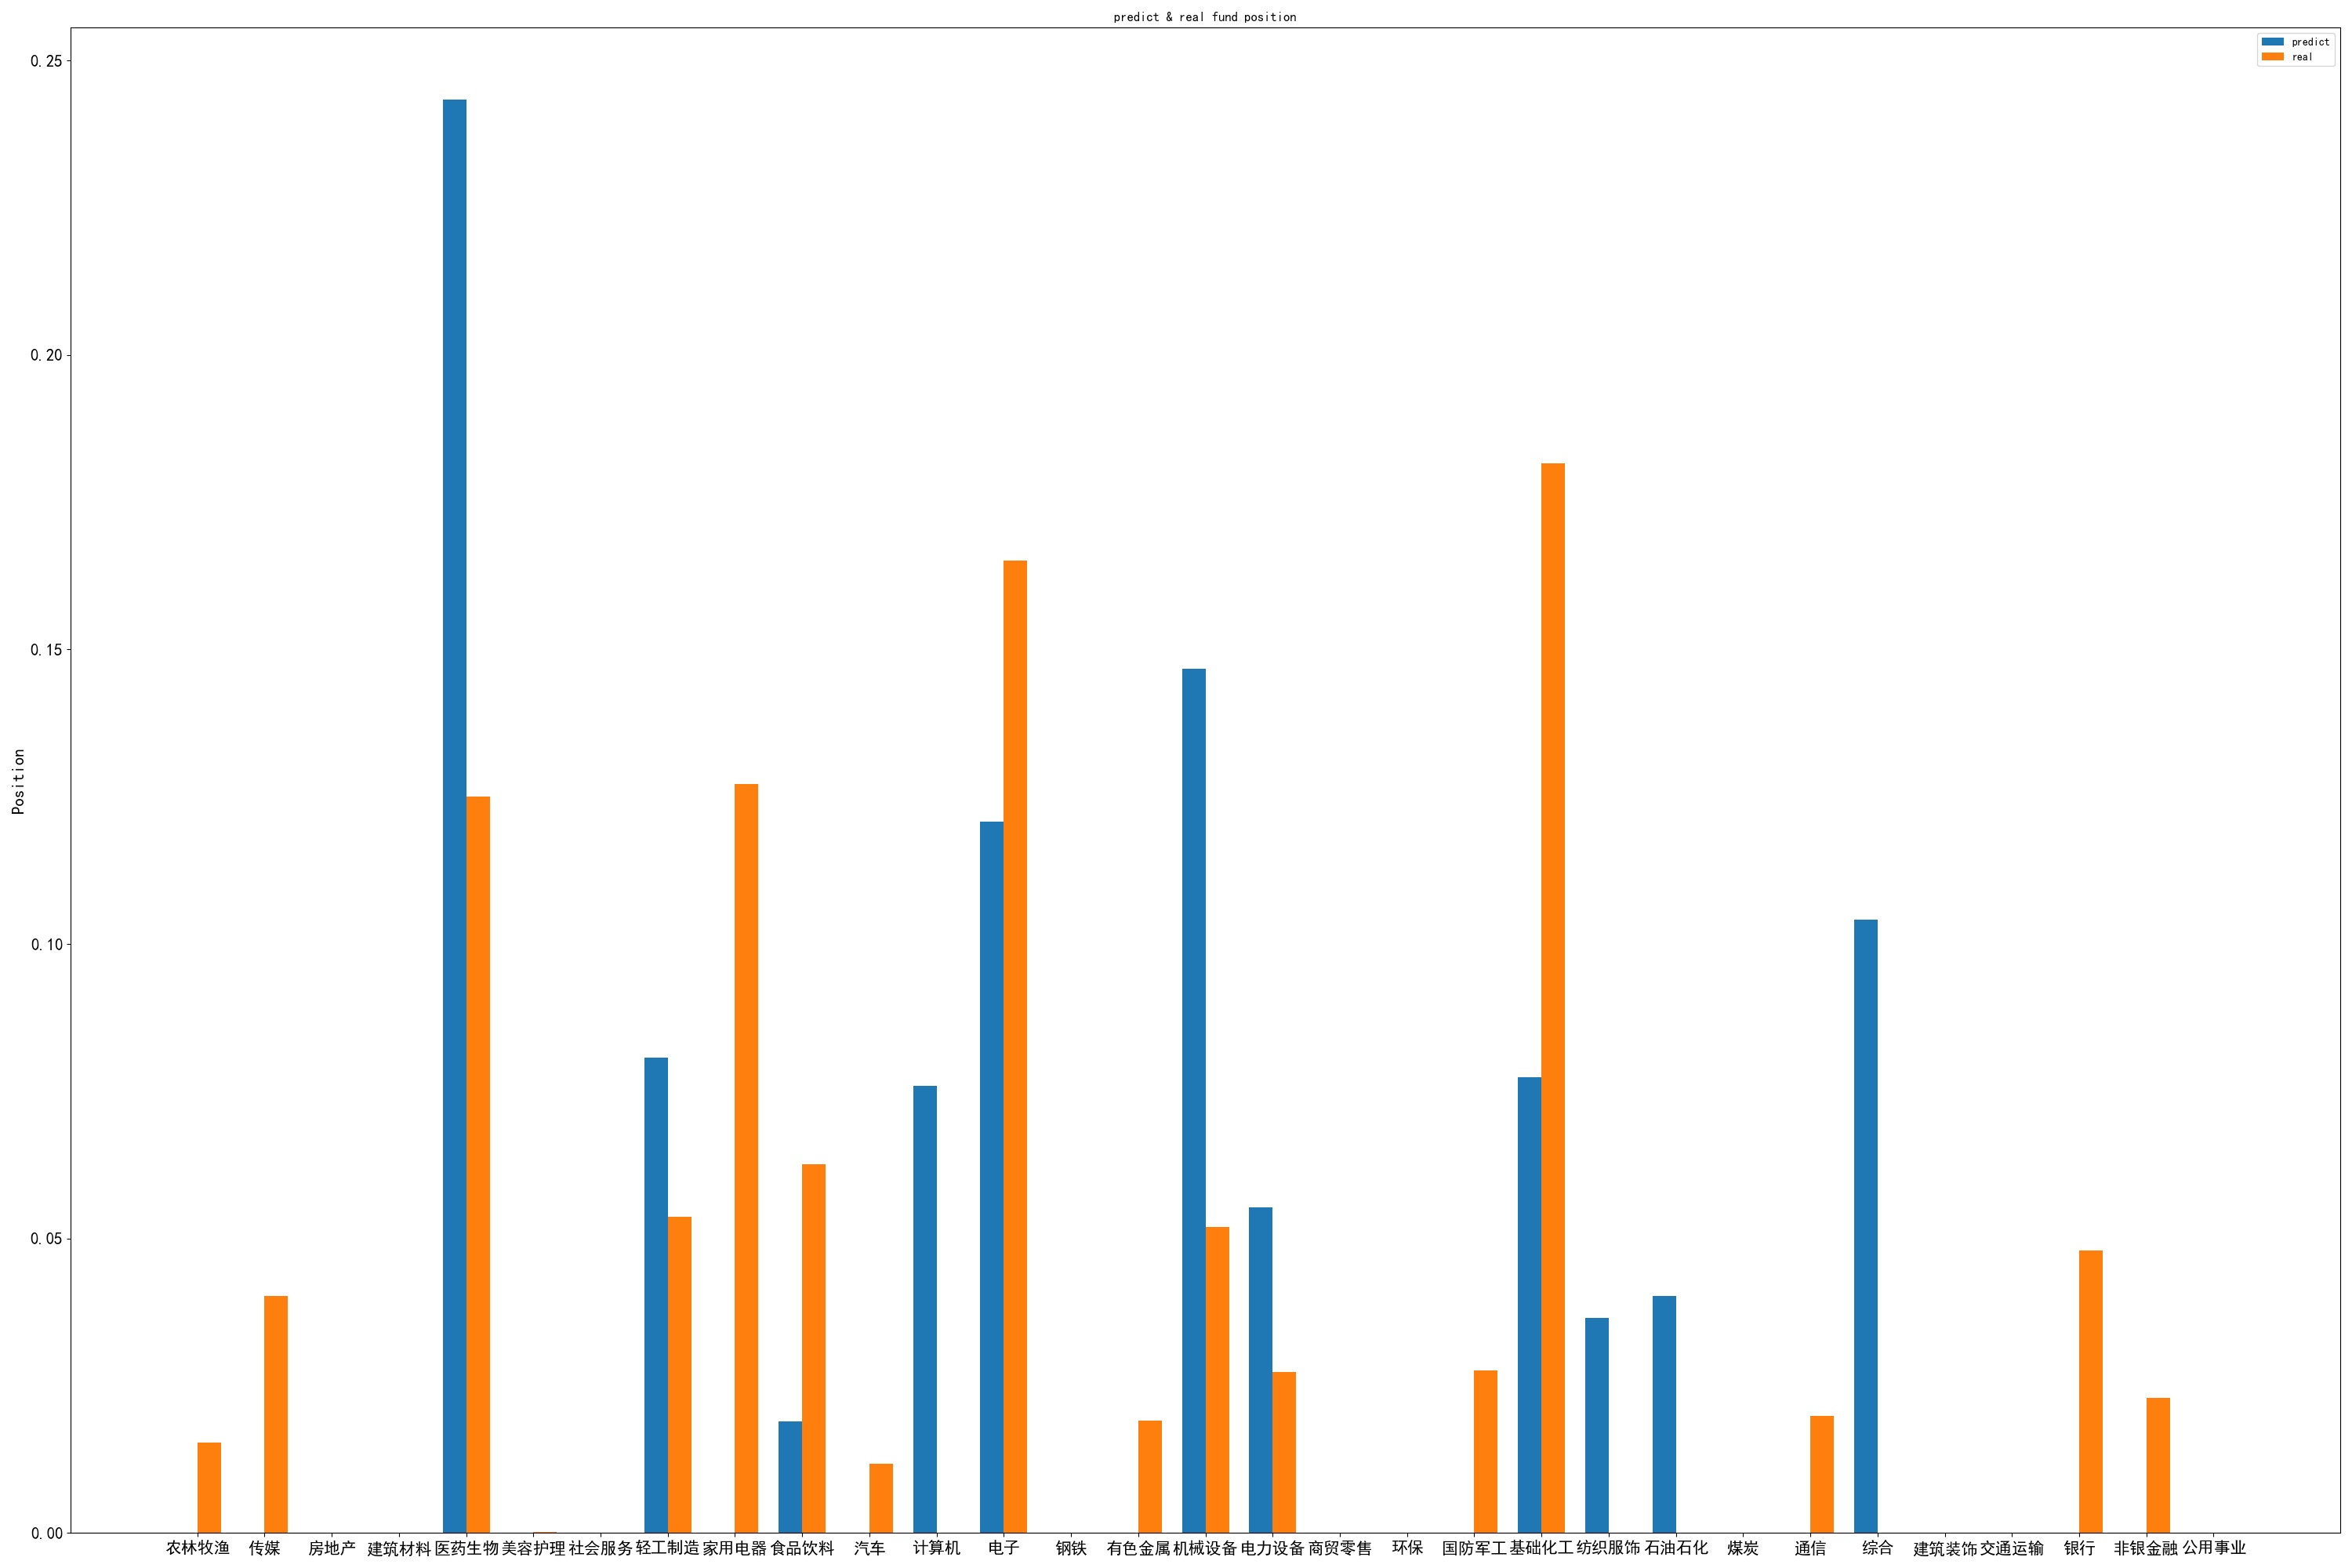 predict & real fund position
predict
real
0.25
0.20
0.15
0.10
0.05
0.00
Position
农林牧渔 传媒 房地产 建筑材料 医药生物 美容护理 社会服务 轻工制造 家用电器 食品饮料 汽车 计算机 电子 钢铁 有色金属 机械设备 电力设备 商贸零售 环保 国防军工 基础化工 纺织服饰 石油石化 煤炭 通信 综合 建筑装饰 交通运输 银行 非银金融 公用事业